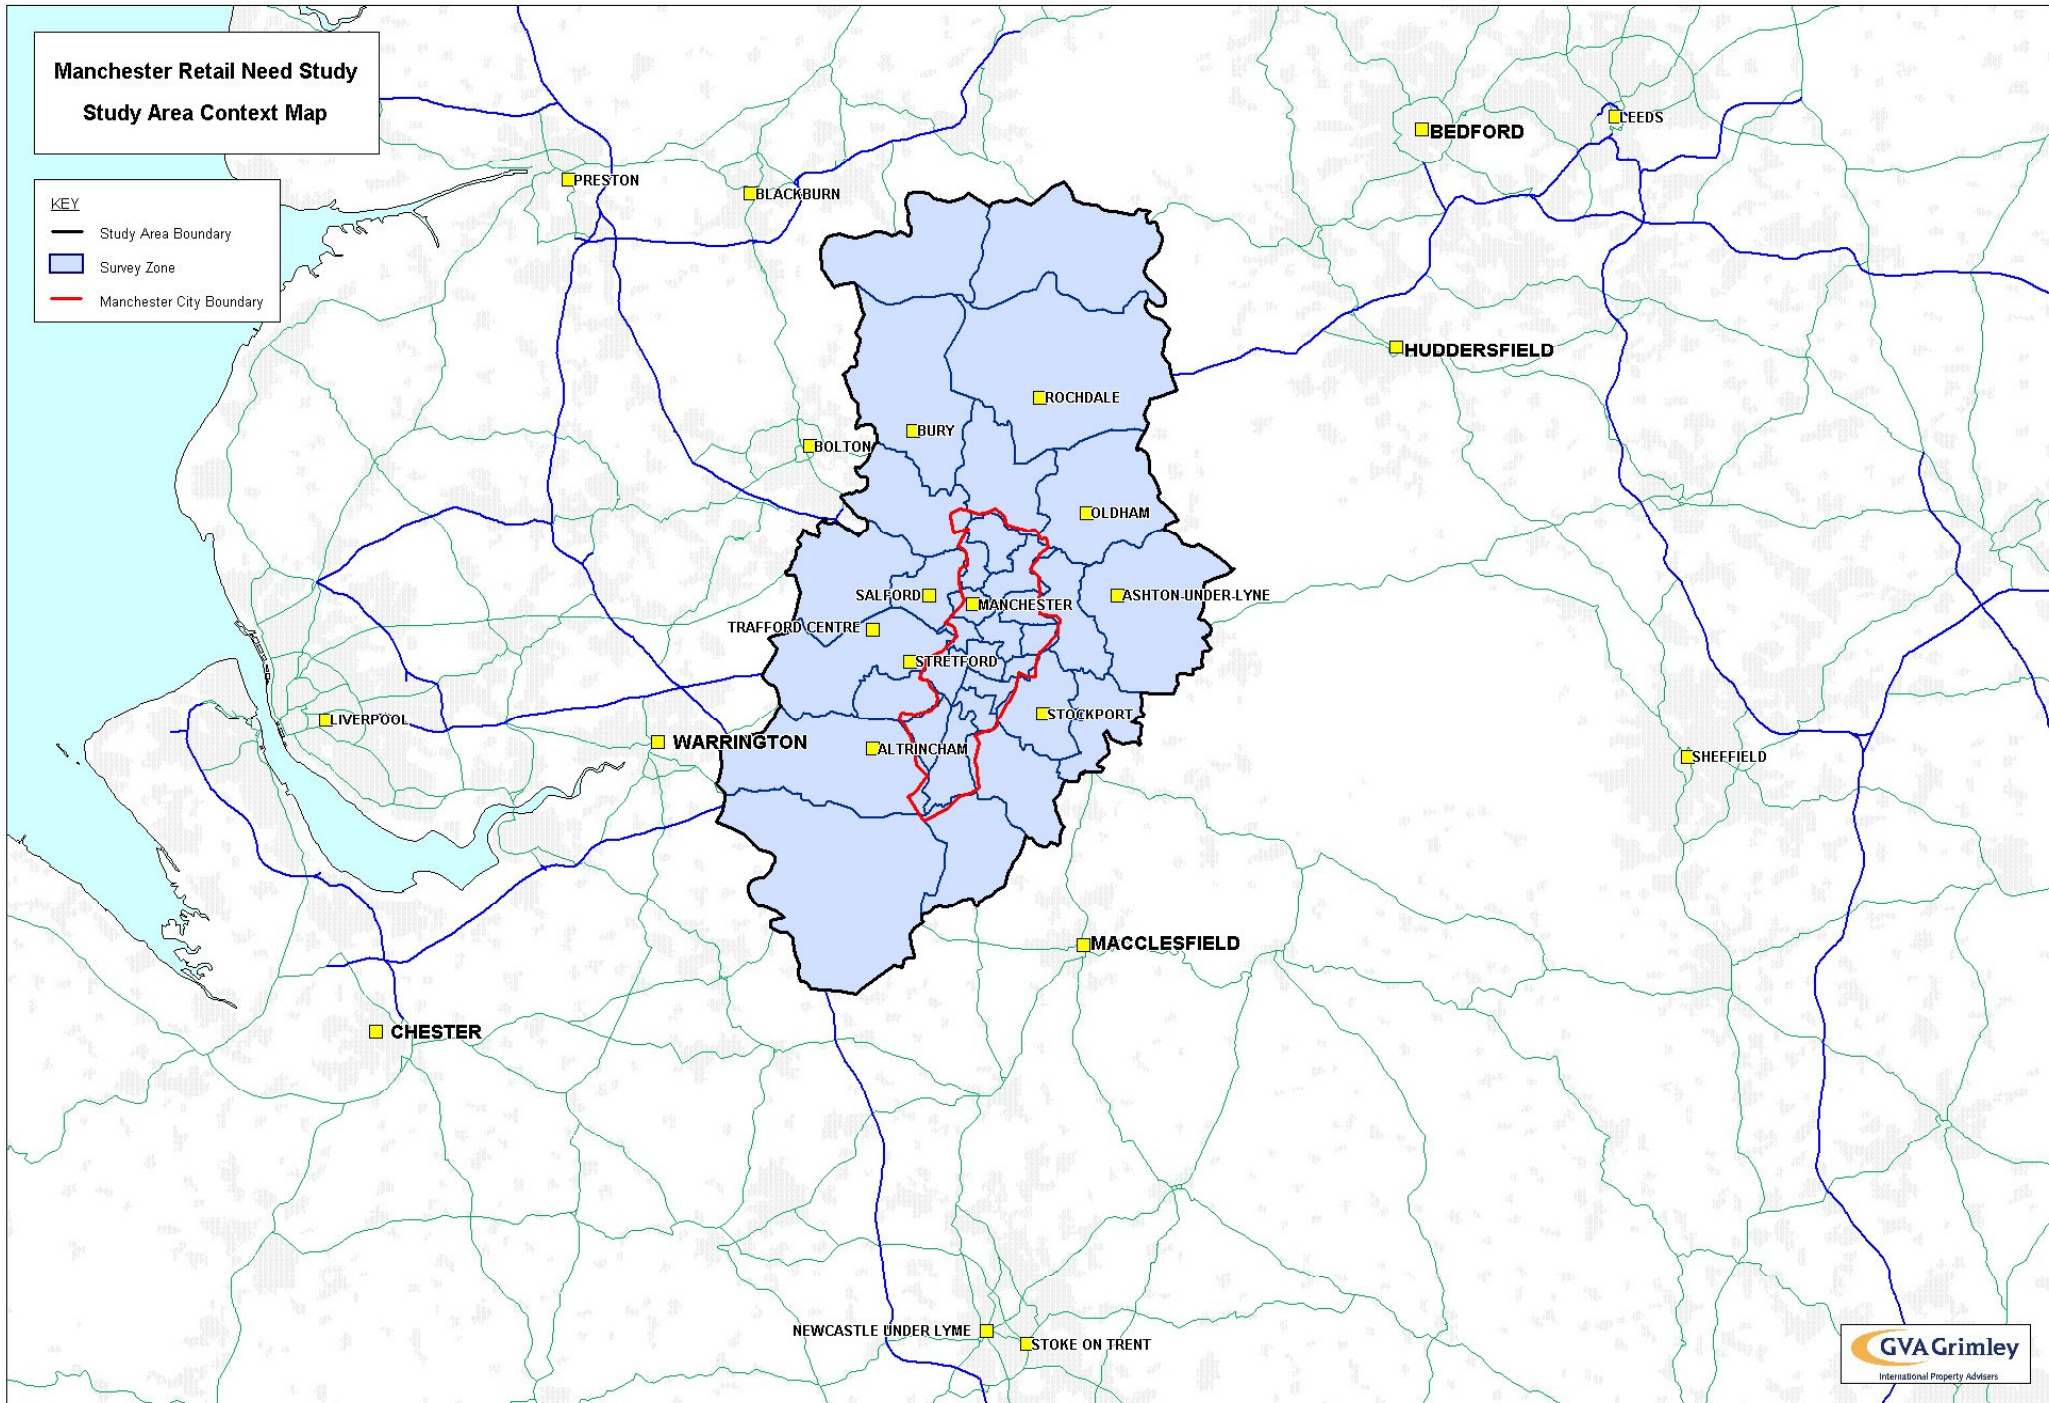 Manchester Retail Need Study
Study Area Context Map
KEY
Study Area Boundary
Survey Zone
Manchester City Boundary
BEDFORD
LEEDS
PRESTON
BLACKBURN
HUDDERSFIELD
ROCHDALE
BURY
BOLTON
OLDHAM
SALFORD
MANCHESTER
ASHTON-UNDER-LYNE
TRAFFORD CENTRE
STRETFORD
LIVERPOOL
STOCKPORT
WARRINGTON
ALTRINCHAM
SHEFFIELD
MACCLESFIELD
CHESTER
NEWCASTLE UNDER LYME
STOKE ON TRENT
GVA Grimley
International Property Advisers